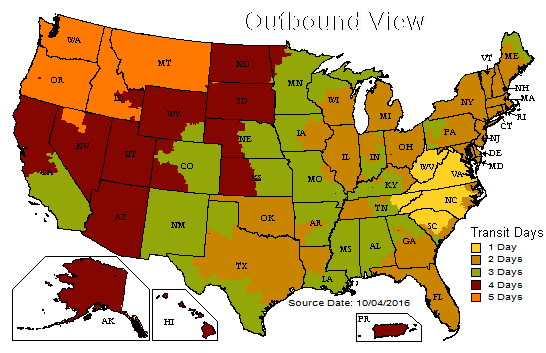 Outbound View
WA
MT
ND
OR
ID
SD
WY
NV
UT
CA
AZ
CO
NM
NE
KS
OK
TX
MN
IA
MO
AR
LA
WI
IL
IN
MI
OH
KY
TN
MS
AL
GA
FL
SC
NC
VA
WV
PA
NY
VT
ME
NH
MA
RI
CT
NJ
DE
MD
AK
HI
PR
Transit Days
1 Day
2 Days
3 Days
4 Days
5 Days
Source Date: 10/04/2016